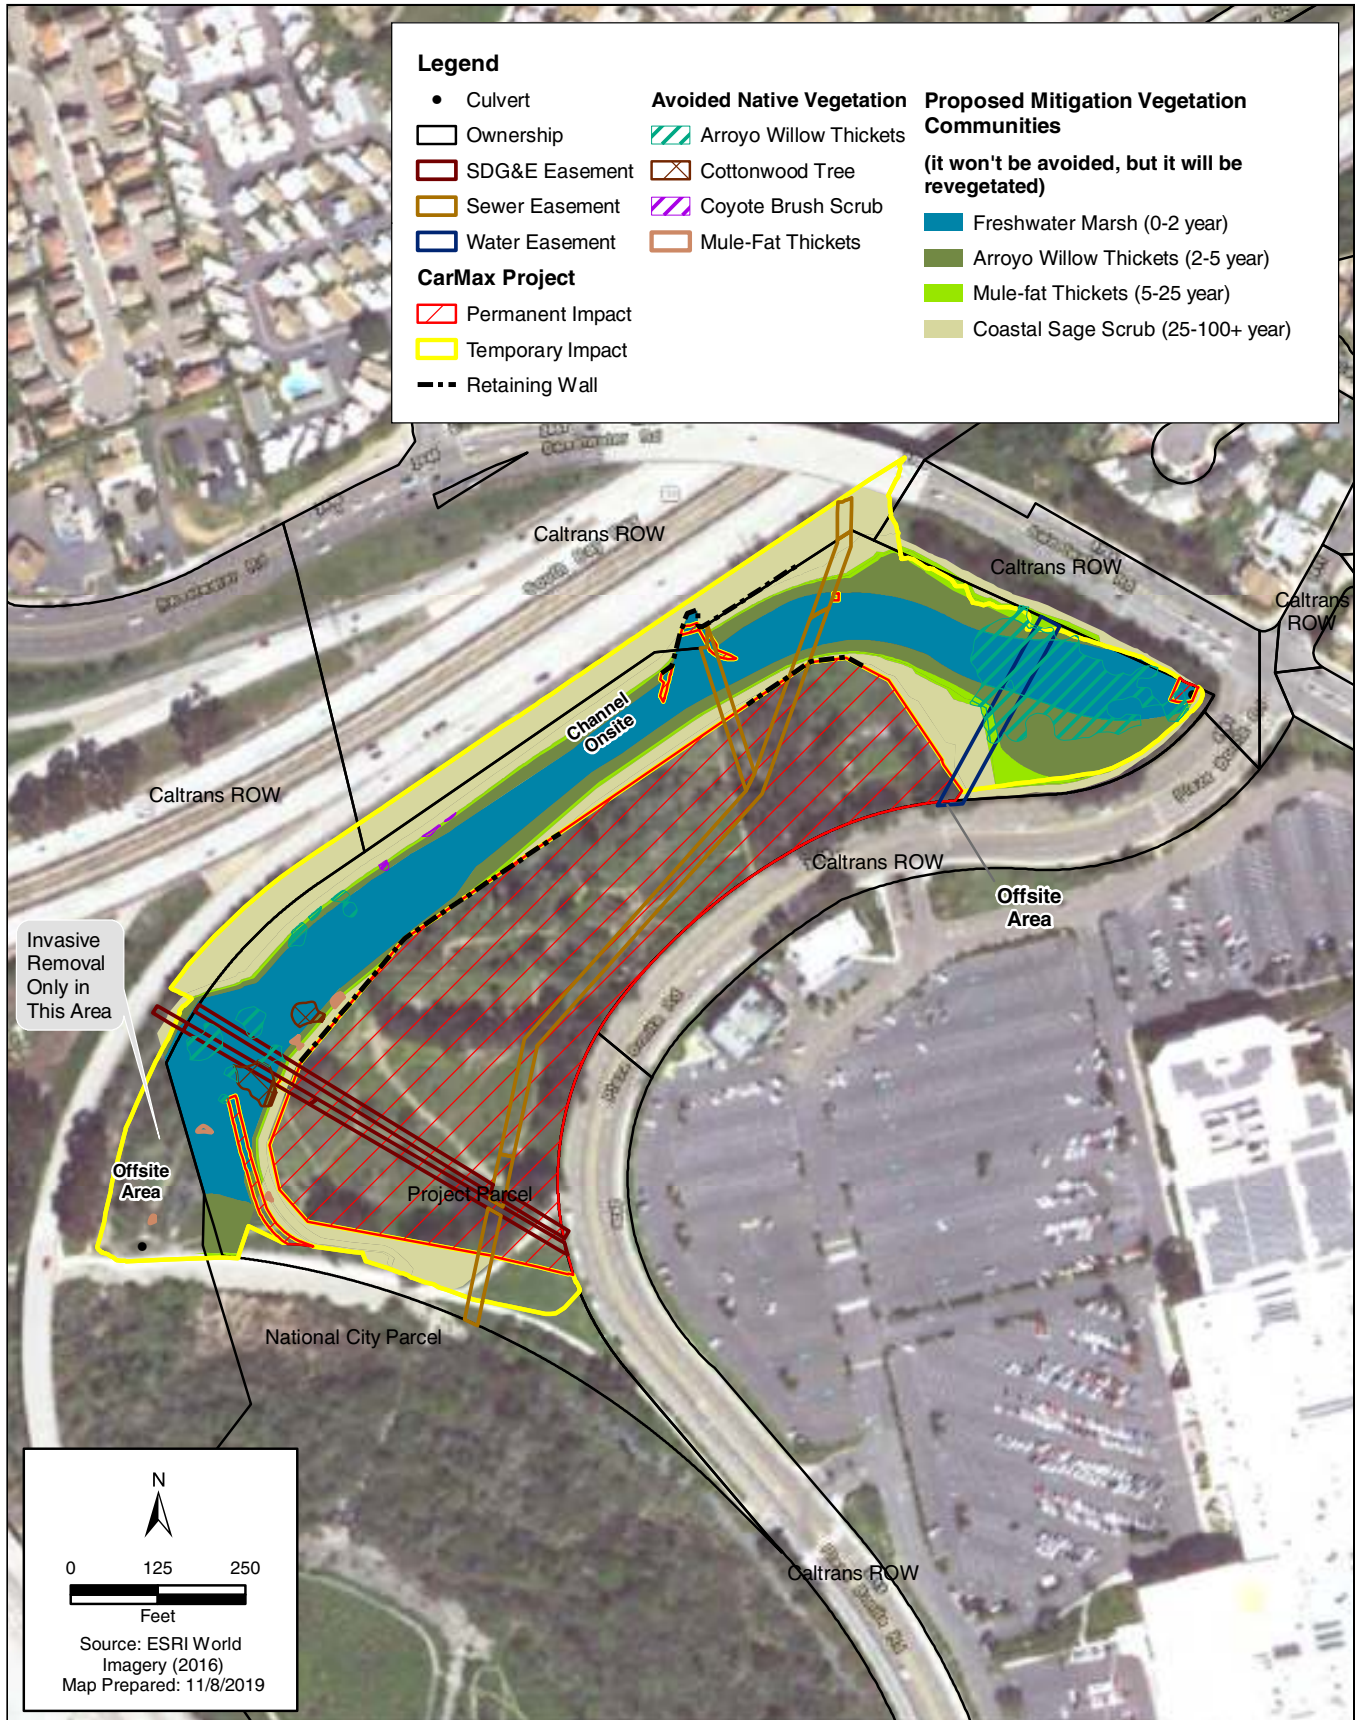 Legend
Culvert
Ownership
SDG&E Easement
Sewer Easement
Water Easement
CarMax Project
Permanent Impact
Temporary Impact
Retaining Wall
Avoided Native Vegetation
Arroyo Willow Thickets
Cottonwood Tree
Coyote Brush Scrub
Mule-Fat Thickets
Proposed Mitigation Vegetation
Communities
(it won't be avoided, but it will be
revegetated)
Freshwater Marsh (0-2 year)
Arroyo Willow Thickets (2-5 year)
Mule-fat Thickets (5-25 year)
Coastal Sage Scrub (25-100+ year)
Caltrans ROW
Caltrans ROW
Caltrans
ROW
Channel
Onsite
Caltrans ROW
Caltrans ROW
Offsite
Area
Invasive
Removal
Only in
This Area
Offsite
Area
Project Parcel
National City Parcel
Caltrans ROW
N
0 125 250
Feet
Source: ESRI World
Imagery (2016)
Map Prepared: 11/8/2019